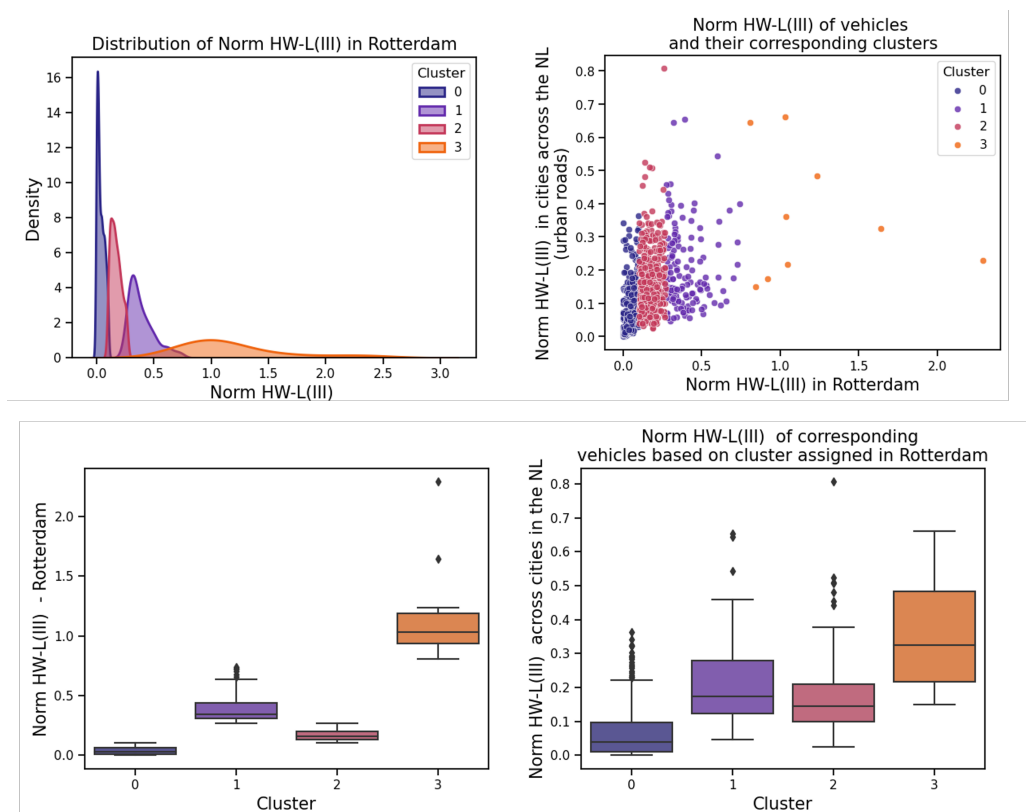 Distribution of Norm HW-L(III) in Rotterdam
Density
16
14
12
10
8
6
4
2
0
Cluster
0
1
2
3
0.0 0.5 1.0 1.5 2.0 2.5 3.0
Norm HW-L(III)
Norm HW-L(III) of vehicles
and their corresponding clusters
Norm HW-L(III) in cities across the NL
(urban roads)
0.8
0.7
0.6
0.5
0.4
0.3
0.2
0.1
0.0
Cluster
0
1
2
3
0.0 0.5 1.0 1.5 2.0
Norm HW-L(III) in Rotterdam
Norm HW-L(III) - Rotterdam
2.0
1.5
1.0
0.5
0.0
0 1 2 3
Cluster
Norm HW-L(III) of corresponding
vehicles based on cluster assigned in Rotterdam
Norm HW-L(III) across cities in the NL
0.8
0.7
0.6
0.5
0.4
0.3
0.2
0.1
0.0
0 1 2 3
Cluster